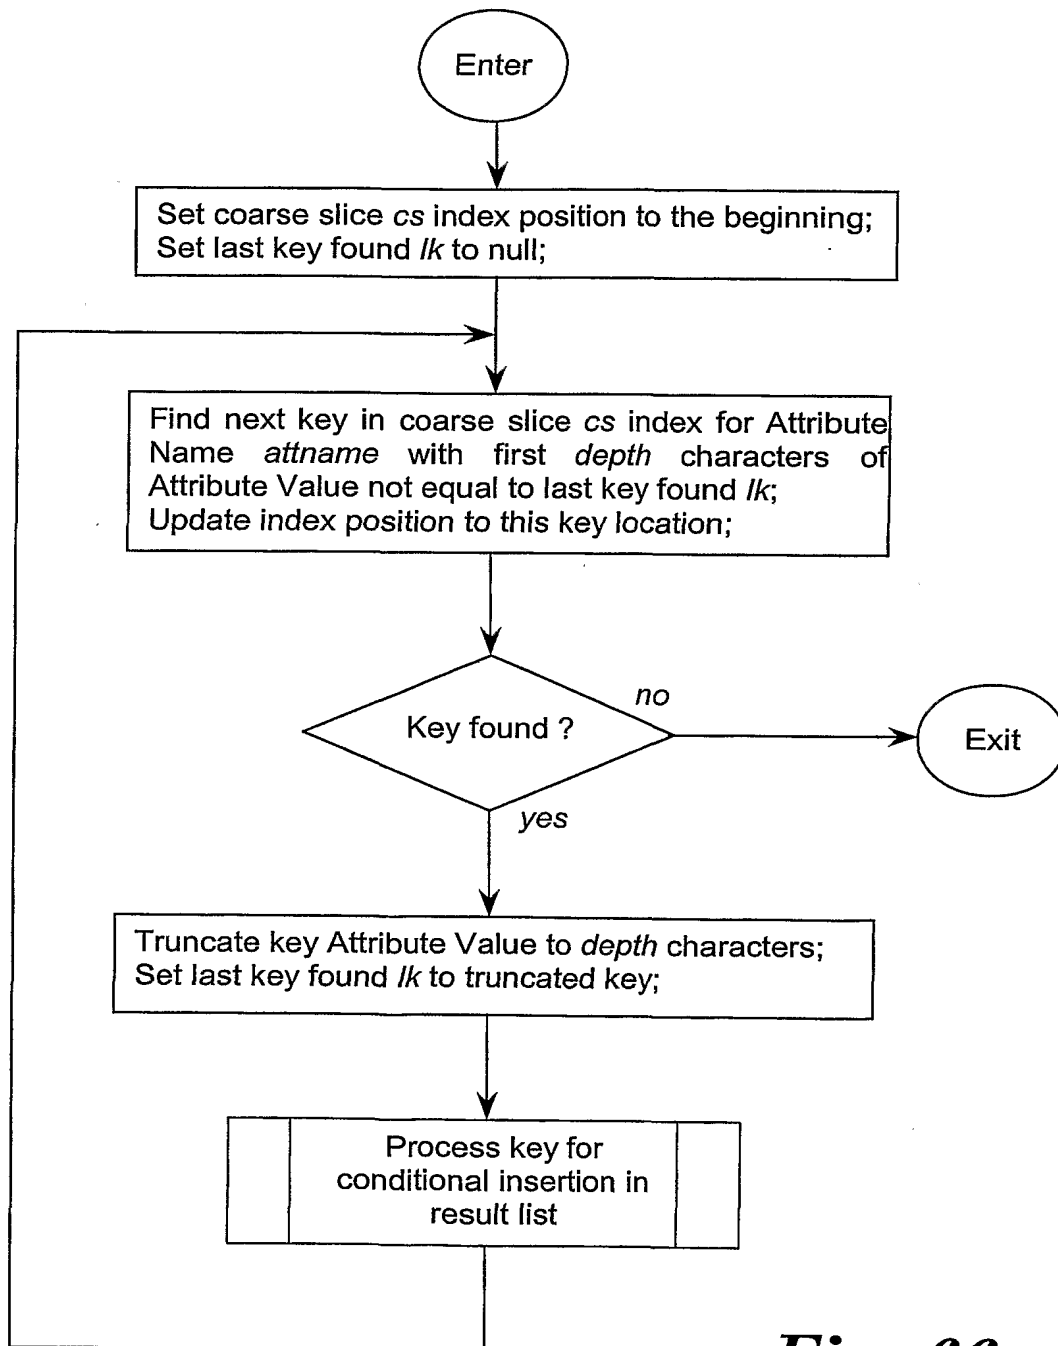 Enter
Set coarse slice cs index position to the beginning;
Set last key found lk to null;
Find next key in coarse slice cs index for Attribute
Name attname with first depth characters of
Attribute Value not equal to last key found lk;
Update index position to this key location;
Key found ?
no
Exit
yes
Truncate key Attribute Value to depth characters;
Set last key found lk to truncated key;
Process key for
conditional insertion in
result list